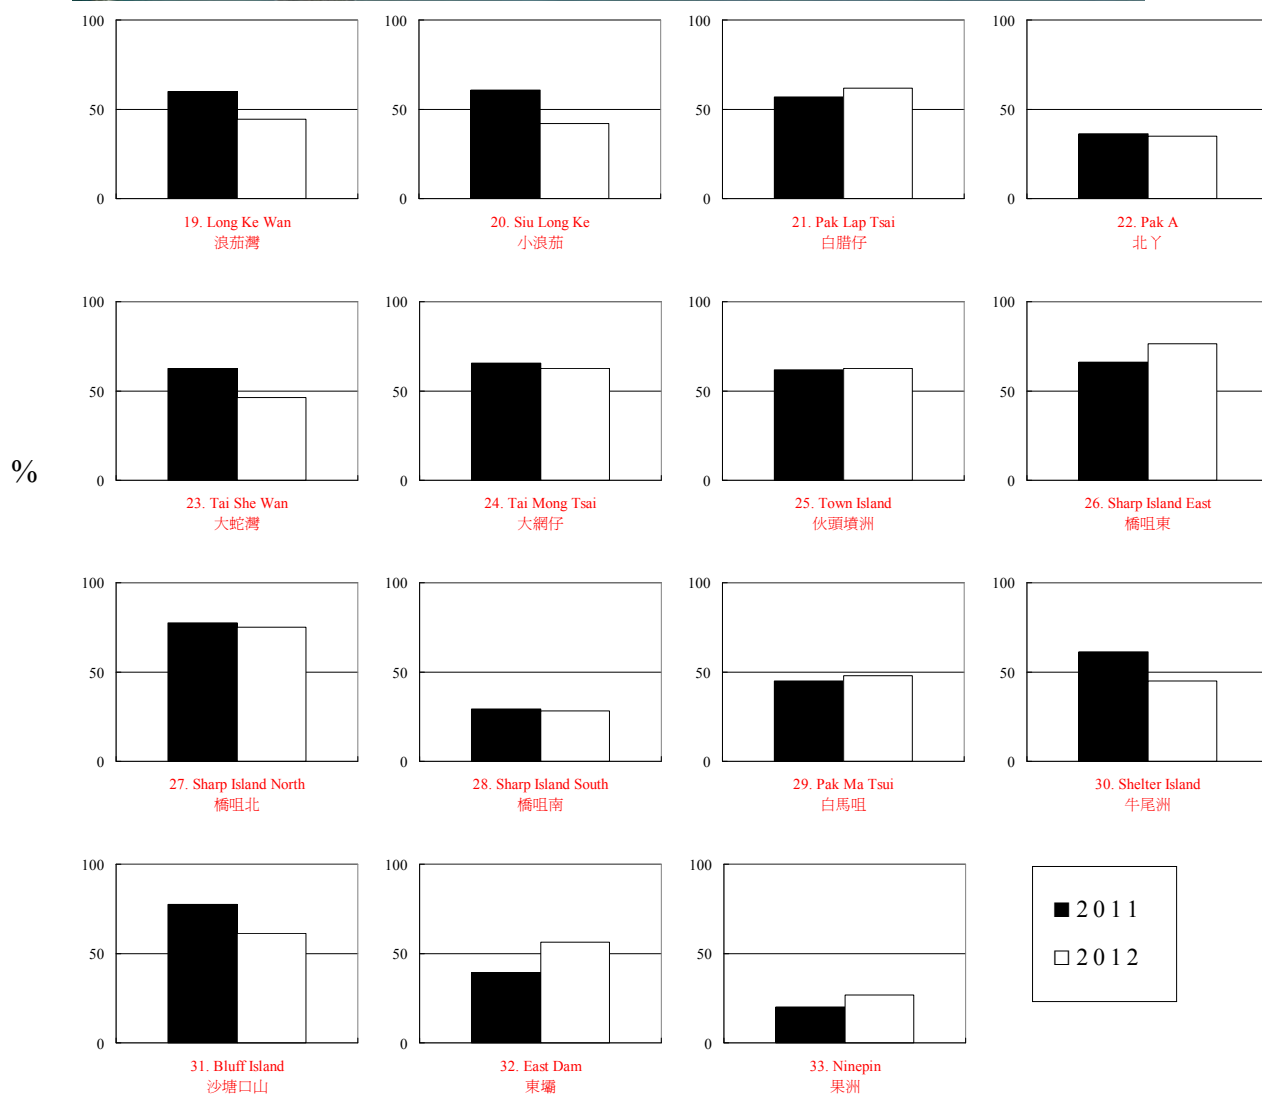 100
50
0
19. Long Ke Wan
浪茄灣
100
50
0
20. Siu Long Ke
小浪茄
100
50
0
21. Pak Lap Tsai
白腊仔
100
50
0
22. Pak A
北丫
%
100
50
0
23. Tai She Wan
大蛇灣
100
50
0
24. Tai Mong Tsai
大網仔
100
50
0
25. Town Island
伙頭墳洲
100
50
0
26. Sharp Island East
橋咀東
100
50
0
27. Sharp Island North
橋咀北
100
50
0
28. Sharp Island South
橋咀南
100
50
0
29. Pak Ma Tsui
白馬咀
100
50
0
30. Shelter Island
牛尾洲
100
50
0
31. Bluff Island
沙塘口山
100
50
0
32. East Dam
東壩
100
50
0
33. Ninepin
果洲
2011
2012